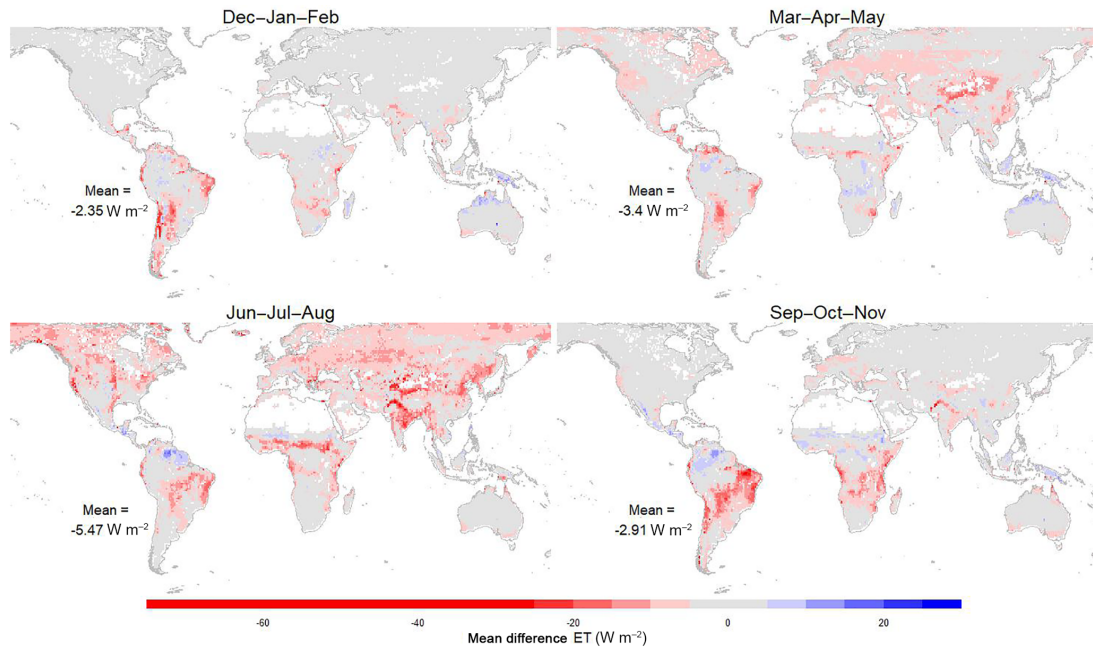 Dec–Jan–Feb
Mar–Apr–May
Mean =
-2.35 W m⁻²
Mean =
-3.4 W m⁻²
Jun–Jul–Aug
Sep–Oct–Nov
Mean =
-5.47 W m⁻²
Mean =
-2.91 W m⁻²
-60 -40 -20 0 20
Mean difference ET (W m⁻²)